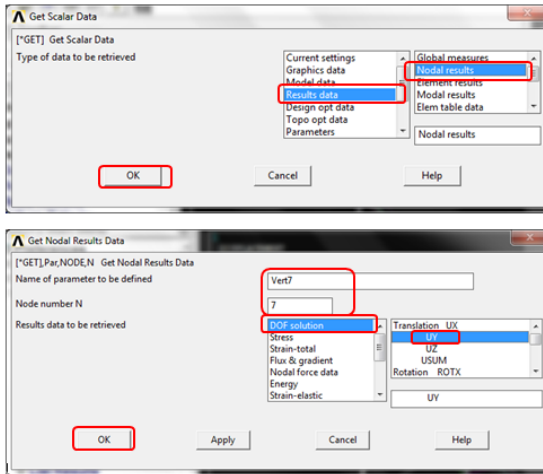 Get Scalar Data
[*GET] Get Scalar Data
Type of data to be retrieved
Current settings
Graphics data
Model data
Results data
Design opt data
Topo opt data
Parameters
Global measures
Nodal results
Element results
Modal results
Elem table data
Nodal results
OK
Cancel
Help
Get Nodal Results Data
[*GET],Par,NODE,N Get Nodal Results Data
Name of parameter to be defined
Vert7
Node number N
7
Results data to be retrieved
DOF solution
Stress
Strain-total
Flux & gradient
Nodal force data
Energy
Strain-elastic
Translation UX
UY
UZ
USUM
Rotation ROTX
UY
OK
Apply
Cancel
Help